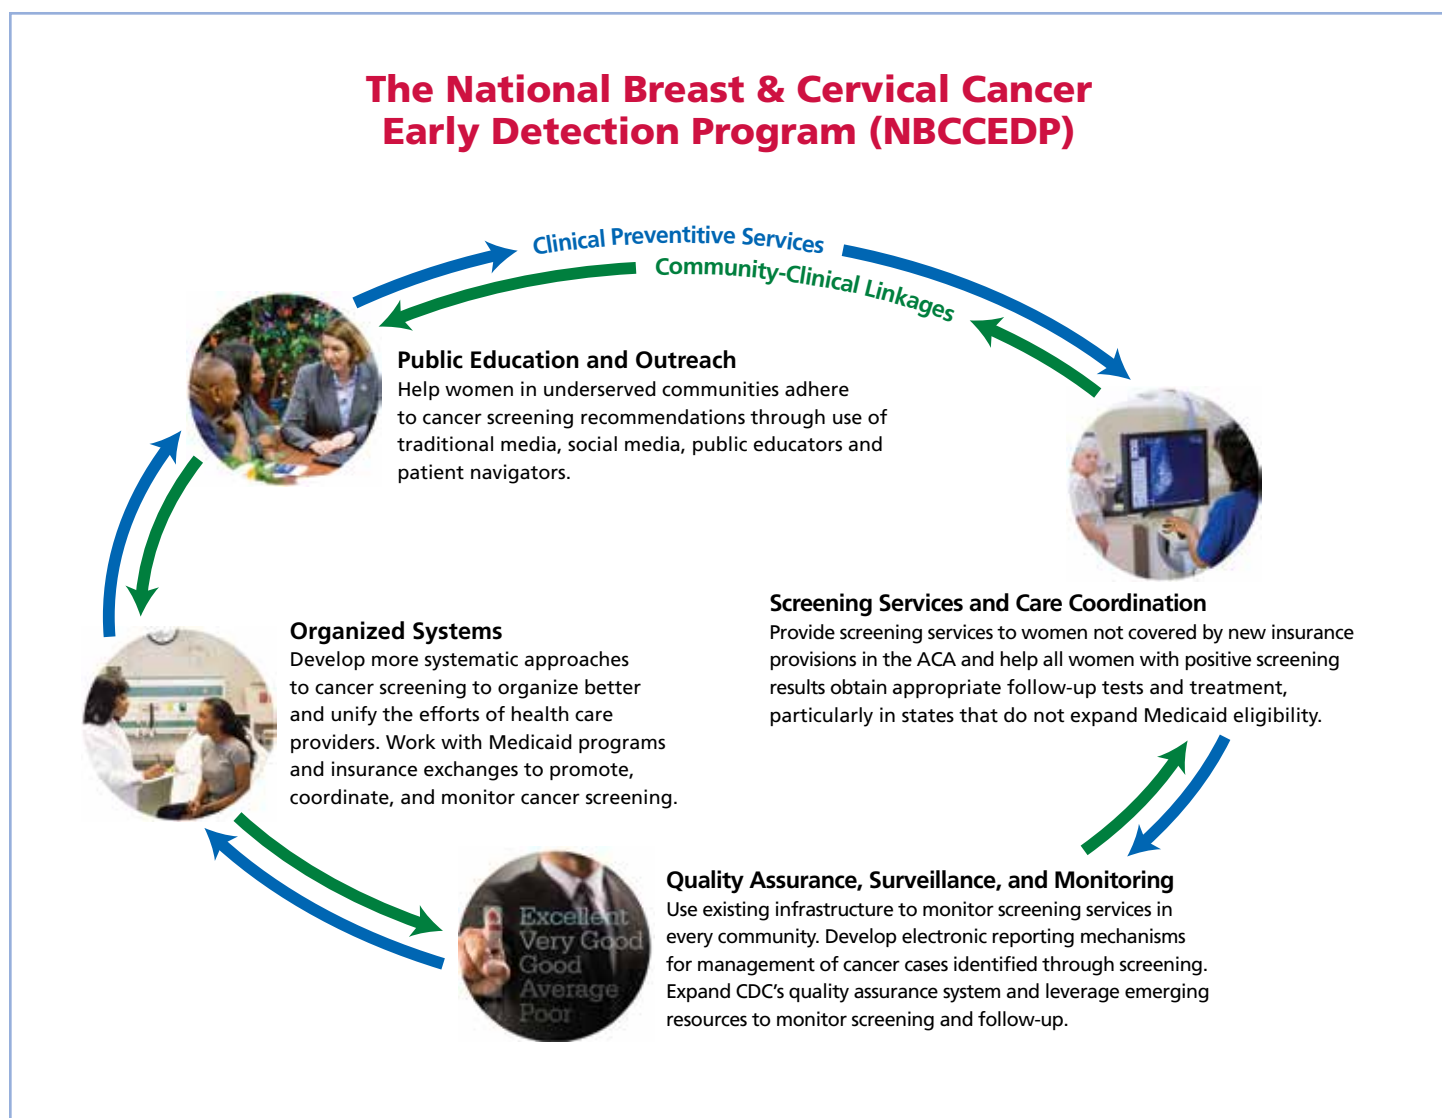 The National Breast & Cervical Cancer
Early Detection Program (NBCCEDP)
Clinical Preventitive Services
Community-Clinical Linkages
Public Education and Outreach
Help women in underserved communities adhere
to cancer screening recommendations through use of
traditional media, social media, public educators and
patient navigators.
Screening Services and Care Coordination
Provide screening services to women not covered by new insurance
provisions in the ACA and help all women with positive screening
results obtain appropriate follow-up tests and treatment,
particularly in states that do not expand Medicaid eligibility.
Organized Systems
Develop more systematic approaches
to cancer screening to organize better
and unify the efforts of health care
providers. Work with Medicaid programs
and insurance exchanges to promote,
coordinate, and monitor cancer screening.
Quality Assurance, Surveillance, and Monitoring
Use existing infrastructure to monitor screening services in
every community. Develop electronic reporting mechanisms
for management of cancer cases identified through screening.
Expand CDC's quality assurance system and leverage emerging
resources to monitor screening and follow-up.
Excellent
Very Good
Good
Average
Poor